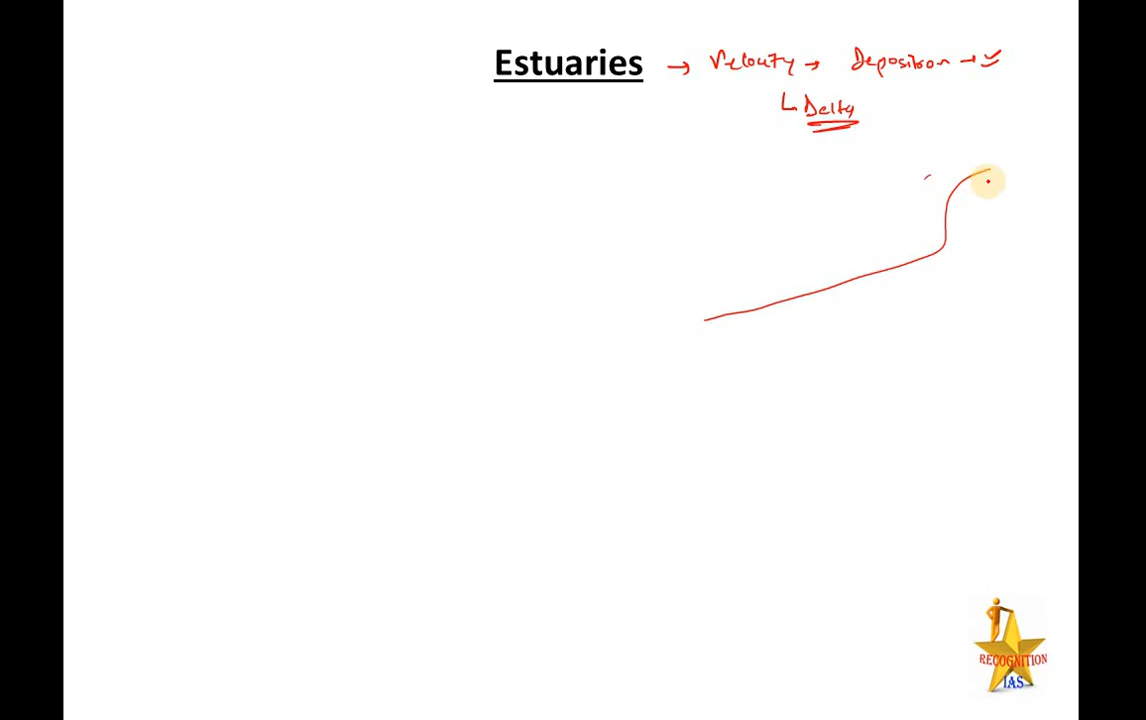 Estuaries → Velocity → Deposition →
↳ Delta
RECOGNITION
IAS